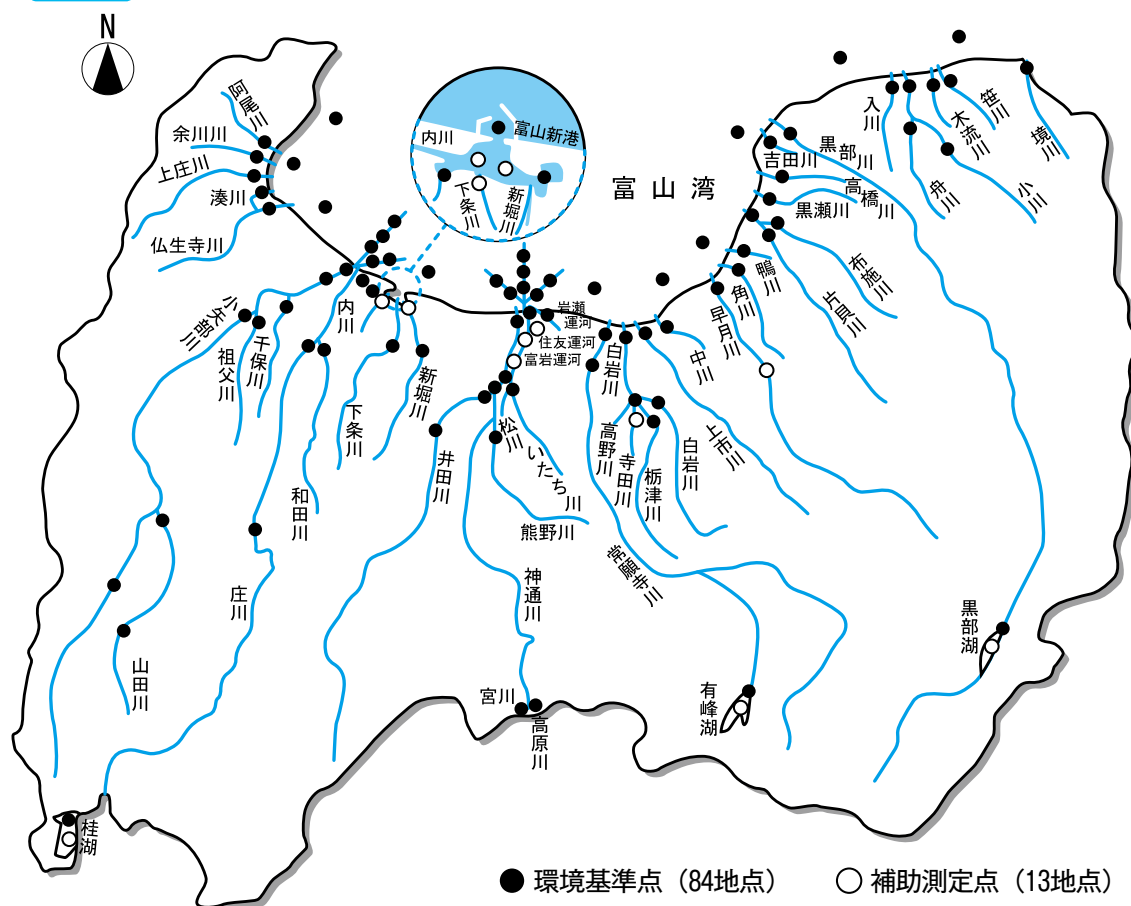 N
阿尾川
余川川
上庄川
湊川
仏生寺川
内川
富山新港
下条川
新堀川
富山湾
入川
木流川
笹川
境川
黒部川
吉田川
高橋川
黒瀬川
舟川
小川
布施川
片貝川
鴨川
角川
早月川
小矢部川
祖父川
千保川
内川
和田川
下条川
新堀川
岩瀬
運河
住友運河
富岩運河
松川
いたち川
井田川
熊野川
白岩川
中川
上市川
高野川
寺田川
栃津川
白岩川
常願寺川
神通川
庄川
山田川
宮川
高原川
有峰湖
黒部湖
桂湖
環境基準点（84地点）
補助測定点（13地点）